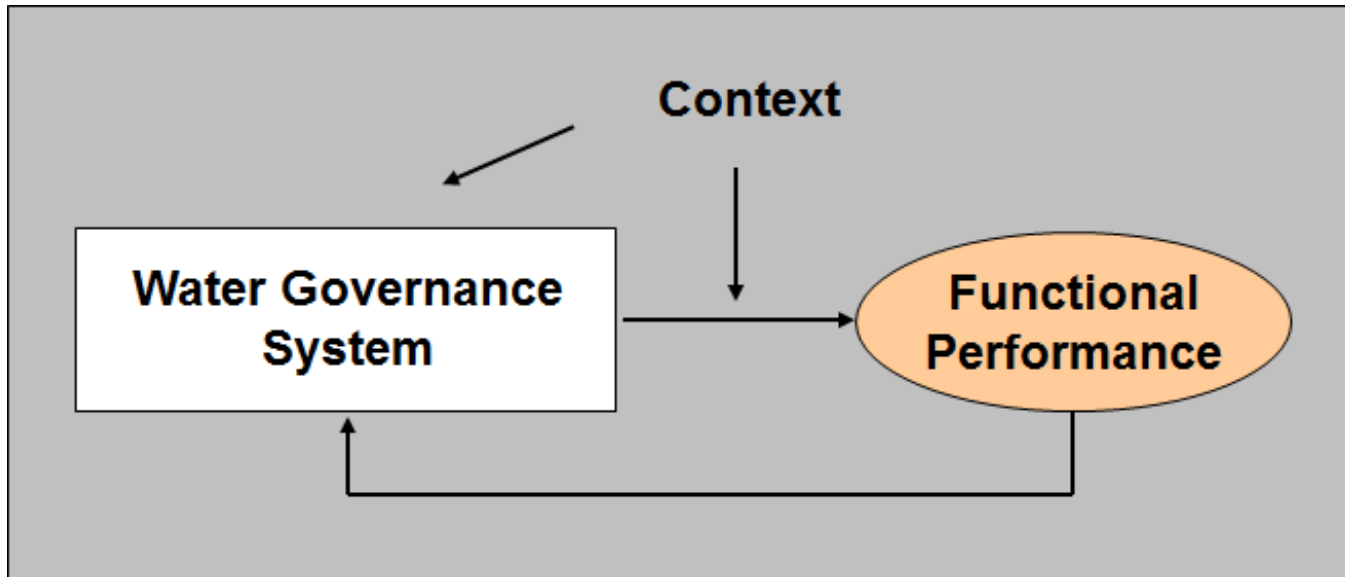 Context
Water Governance
System
Functional
Performance